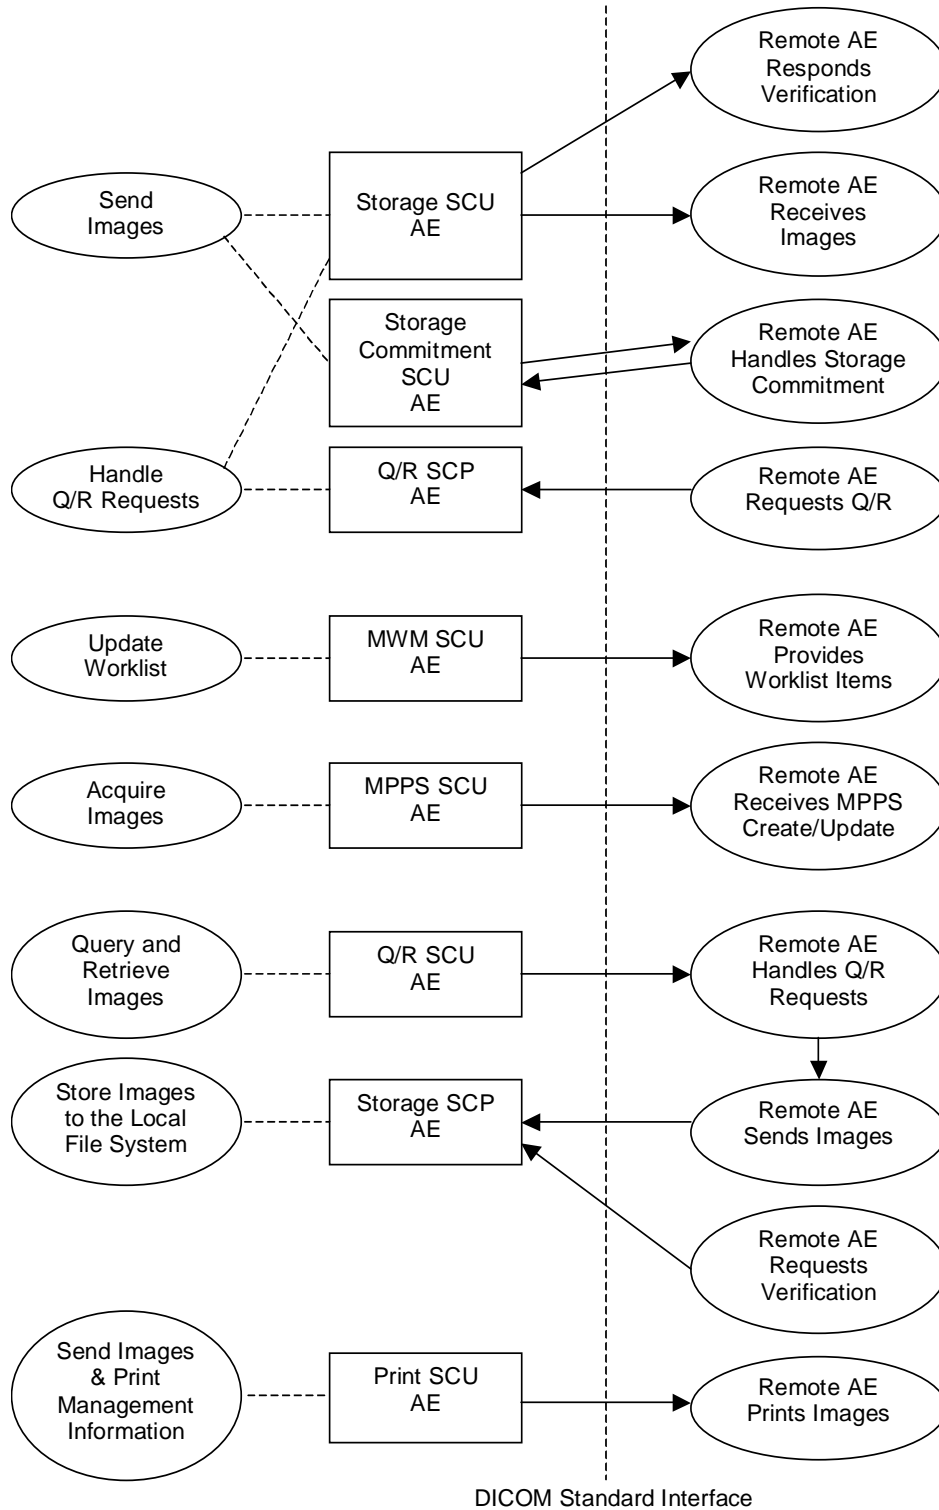 Remote AE
Responds
Verification
Send
Images
Storage SCU
AE
Remote AE
Receives
Images
Storage
Commitment
SCU
AE
Remote AE
Handles Storage
Commitment
Handle
Q/R Requests
Q/R SCP
AE
Remote AE
Requests Q/R
Update
Worklist
MWM SCU
AE
Remote AE
Provides
Worklist Items
Acquire
Images
MPPS SCU
AE
Remote AE
Receives MPPS
Create/Update
Query and
Retrieve
Images
Q/R SCU
AE
Remote AE
Handles Q/R
Requests
Store Images
to the Local
File System
Storage SCP
AE
Remote AE
Sends Images
Remote AE
Requests
Verification
Send Images
& Print
Management
Information
Print SCU
AE
Remote AE
Prints Images
DICOM Standard Interface